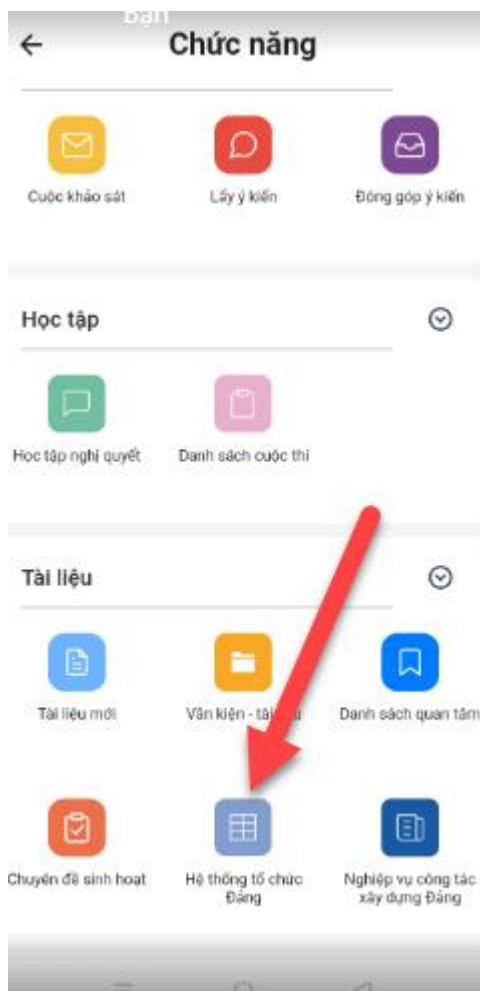 bạn
Chức năng
Cuộc khảo sát
Lấy ý kiến
Đóng góp ý kiến
Học tập
Học tập nghị quyết
Danh sách cuộc thi
Tài liệu
Tài liệu mới
Văn kiện - tài
Danh sách quan tâm
Chuyên đề sinh hoạt
Hệ thống tổ chức
Đảng
Nghiệp vụ công tác
xây dựng Đảng